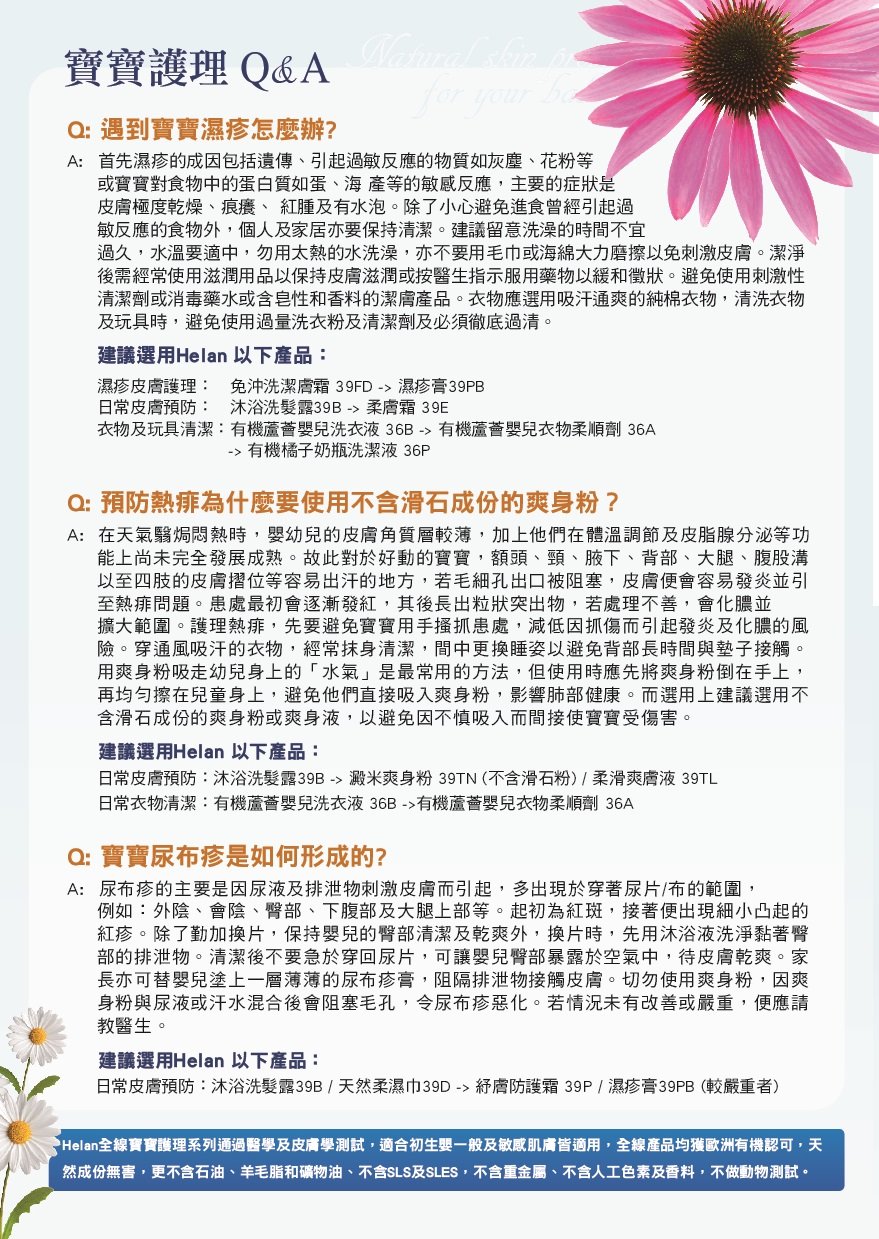 寶寶護理 Q&A
Natural skin pr
for your ba
Q: 遇到寶寶濕疹怎麼辦?
A: 首先濕疹的成因包括遺傳、引起過敏反應的物質如灰塵、花粉等
或寶寶對食物中的蛋白質如蛋、海 產等的敏感反應，主要的症狀是
皮膚極度乾燥、痕癢、 紅腫及有水泡。除了小心避免進食曾經引起過
敏反應的食物外，個人及家居亦要保持清潔。建議留意洗澡的時間不宜
過久，水溫要適中，勿用太熱的水洗澡，亦不要用毛巾或海綿大力磨擦以免刺激皮膚。潔淨
後需經常使用滋潤用品以保持皮膚滋潤或按醫生指示服用藥物以緩和徵狀。避免使用刺激性
清潔劑或消毒藥水或含皂性和香料的潔膚產品。衣物應選用吸汗通爽的純棉衣物，清洗衣物
及玩具時，避免使用過量洗衣粉及清潔劑及必須徹底過清。
建議選用Helan 以下產品：
濕疹皮膚護理： 免沖洗潔膚霜 39FD -> 濕疹膏39PB
日常皮膚預防： 沐浴洗髮露39B -> 柔膚霜 39E
衣物及玩具清潔：有機蘆薈嬰兒洗衣液 36B -> 有機蘆薈嬰兒衣物柔順劑 36A
-> 有機橘子奶瓶洗潔液 36P
Q: 預防熱痱為什麼要使用不含滑石成份的爽身粉？
A: 在天氣翳焗悶熱時，嬰幼兒的皮膚角質層較薄，加上他們在體溫調節及皮脂腺分泌等功
能上尚未完全發展成熟。故此對於好動的寶寶，額頭、頸、腋下、背部、大腿、腹股溝
以至四肢的皮膚摺位等容易出汗的地方，若毛細孔出口被阻塞，皮膚便會容易發炎並引
至熱痱問題。患處最初會逐漸發紅，其後長出粒狀突出物，若處理不善，會化膿並
擴大範圍。護理熱痱，先要避免寶寶用手搔抓患處，減低因抓傷而引起發炎及化膿的風
險。穿通風吸汗的衣物，經常抹身清潔，間中更換睡姿以避免背部長時間與墊子接觸。
用爽身粉吸走幼兒身上的「水氣」是最常用的方法，但使用時應先將爽身粉倒在手上，
再均勻擦在兒童身上，避免他們直接吸入爽身粉，影響肺部健康。而選用上建議選用不
含滑石成份的爽身粉或爽身液，以避免因不慎吸入而間接使寶寶受傷害。
建議選用Helan 以下產品：
日常皮膚預防：沐浴洗髮露39B -> 澱米爽身粉 39TN (不含滑石粉) / 柔滑爽膚液 39TL
日常衣物清潔：有機蘆薈嬰兒洗衣液 36B ->有機蘆薈嬰兒衣物柔順劑 36A
Q: 寶寶尿布疹是如何形成的?
A: 尿布疹的主要是因尿液及排泄物刺激皮膚而引起，多出現於穿著尿片/布的範圍，
例如：外陰、會陰、臀部、下腹部及大腿上部等。起初為紅斑，接著便出現細小凸起的
紅疹。除了勤加換片，保持嬰兒的臀部清潔及乾爽外，換片時，先用沐浴液洗淨黏著臀
部的排泄物。清潔後不要急於穿回尿片，可讓嬰兒臀部暴露於空氣中，待皮膚乾爽。家
長亦可替嬰兒塗上一層薄薄的尿布疹膏，阻隔排泄物接觸皮膚。切勿使用爽身粉，因爽
身粉與尿液或汗水混合後會阻塞毛孔，令尿布疹惡化。若情況未有改善或嚴重，便應請
教醫生。
建議選用Helan 以下產品：
日常皮膚預防：沐浴洗髮露39B / 天然柔濕巾39D -> 紓膚防護霜 39P / 濕疹膏39PB (較嚴重者)
Helan全線寶寶護理系列通過醫學及皮膚學測試，適合初生嬰一般及敏感肌膚皆適用，全線產品均獲歐洲有機認可，天
然成份無害，更不含石油、羊毛脂和礦物油、不含SLS及SLES，不含重金屬、不含人工色素及香料，不做動物測試。